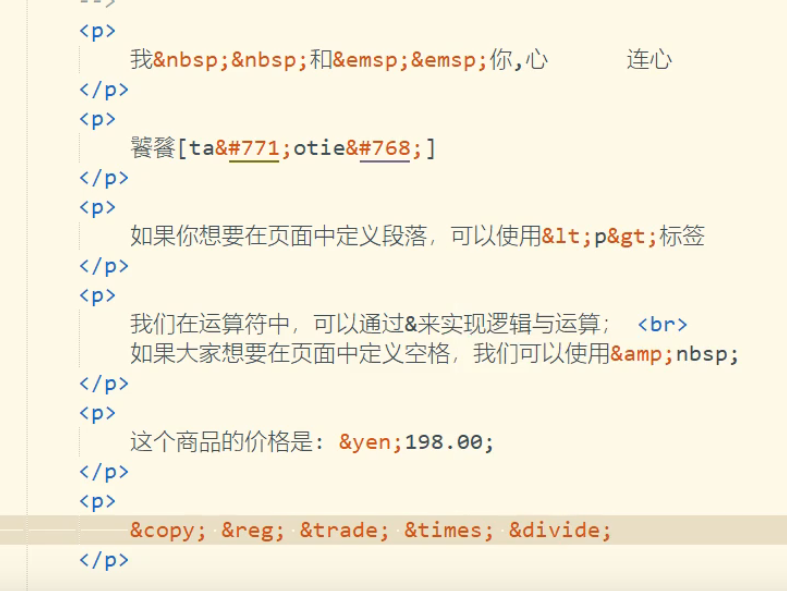 -->
<p>
我&nbsp;&nbsp;和&emsp;&emsp;你,心      连心
</p>
<p>
饕餮[ta&#771;otie&#768;]
</p>
<p>
如果你想要在页面中定义段落，可以使用&lt;p&gt;标签
</p>
<p>
我们在运算符中，可以通过&来实现逻辑与运算； <br>
如果大家想要在页面中定义空格，我们可以使用&amp;nbsp;
</p>
<p>
这个商品的价格是: &yen;198.00;
</p>
<p>
&copy; &reg; &trade; &times; &divide;
</p>